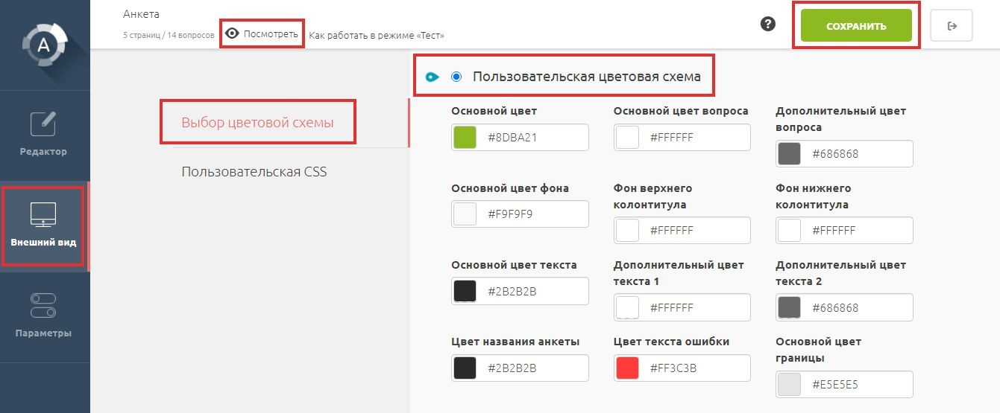 Анкета
5 страниц / 14 вопросов
Посмотреть
Как работать в режиме «Тест»
?
СОХРАНИТЬ
A
Редактор
Внешний вид
Параметры
Выбор цветовой схемы
Пользовательская CSS
Пользовательская цветовая схема
Основной цвет
#8DBA21
Основной цвет вопроса
#FFFFFF
Дополнительный цвет
вопроса
#686868
Основной цвет фона
#F9F9F9
Фон верхнего
колонтитула
#FFFFFF
Фон нижнего
колонтитула
#FFFFFF
Основной цвет текста
#2B2B2B
Дополнительный цвет
текста 1
#FFFFFF
Дополнительный цвет
текста 2
#686868
Цвет названия анкеты
#2B2B2B
Цвет текста ошибки
#FF3C3B
Основной цвет
границы
#E5E5E5